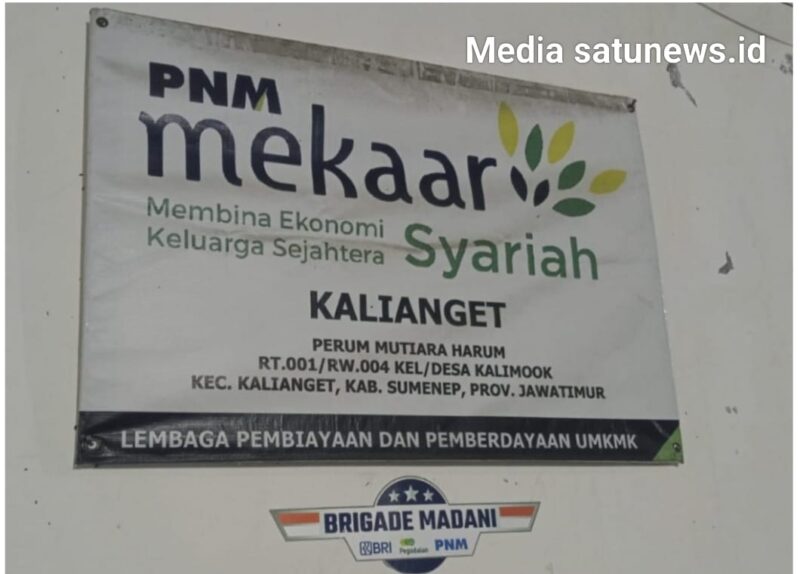 Media satunews.id
PNM
mekaar
Membina Ekonomi
Keluarga Sejahtera
Syariah
KALIANGET
PERUM MUTIARA HARUM
RT.001/RW.004 KEL/DESA KALIMOOK
KEC. KALIANGET, KAB. SUMENEP, PROV. JAWATIMUR
LEMBAGA PEMBIAYAAN DAN PEMBERDAYAAN UMKMK
BRIGADE MADANI
BRI Pegadaian PNM